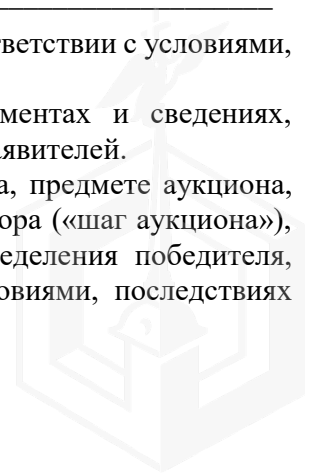 ответствии с условиями,
ментах и сведениях,
явителей.
а, предмете аукциона,
ора («шаг аукциона»),
еделения победителя,
овиями, последствиях